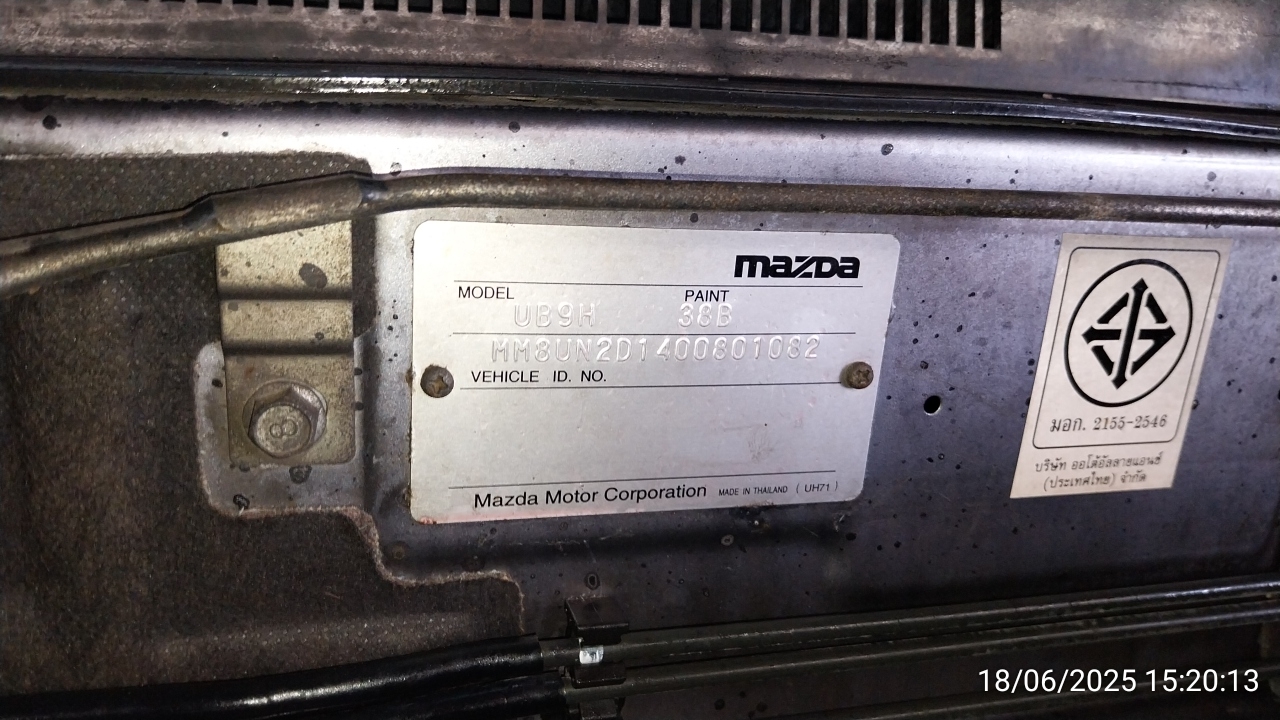 mazda
MODEL PAINT
UB9H 38B
MM8UN2D1400801082
VEHICLE ID. NO.
Mazda Motor Corporation MADE IN THAILAND ( UH71 )
8
มอก. 2155-2546
บริษัท ออโต้อัลลายแอนซ์
(ประเทศไทย) จำกัด
18/06/2025 15:20:13